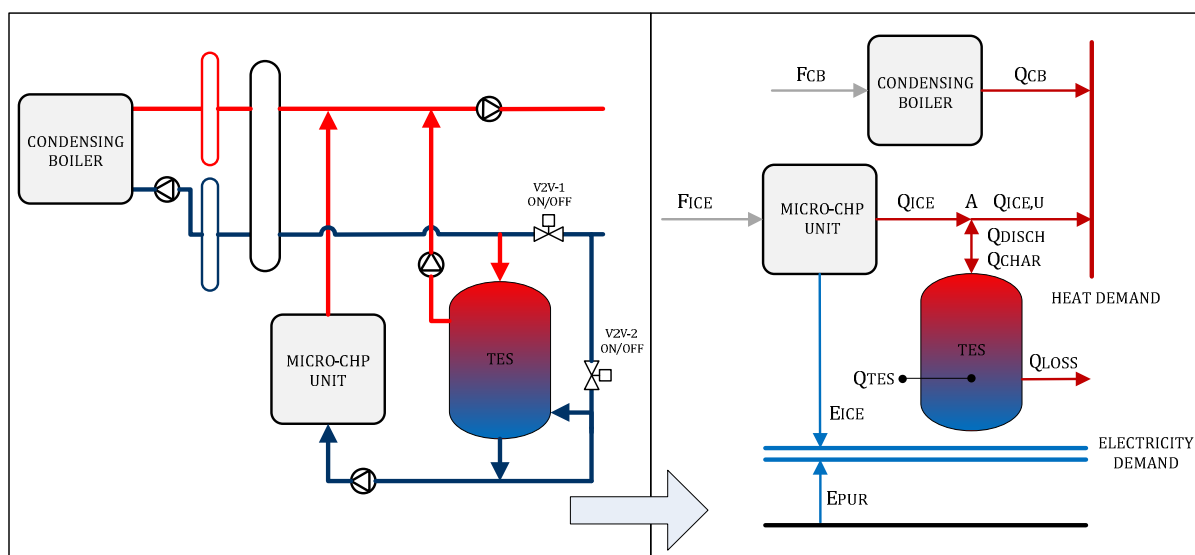 CONDENSING
BOILER
V2V-1
ON/OFF
MICRO-CHP
UNIT
TES
V2V-2
ON/OFF
FCB
CONDENSING
BOILER
QCB
FICE
MICRO-CHP
UNIT
QICE
A
QICE,U
QDISCH
QCHAR
HEAT DEMAND
TES
QTES
QLOSS
EICE
ELECTRICITY
DEMAND
EPUR